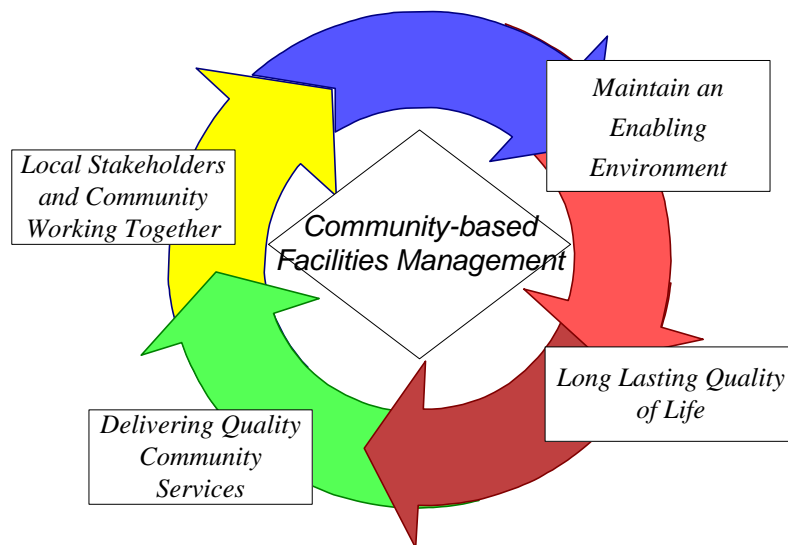 Maintain an
Enabling
Environment
Local Stakeholders
and Community
Working Together
Community-based
Facilities Management
Long Lasting Quality
of Life
Delivering Quality
Community
Services